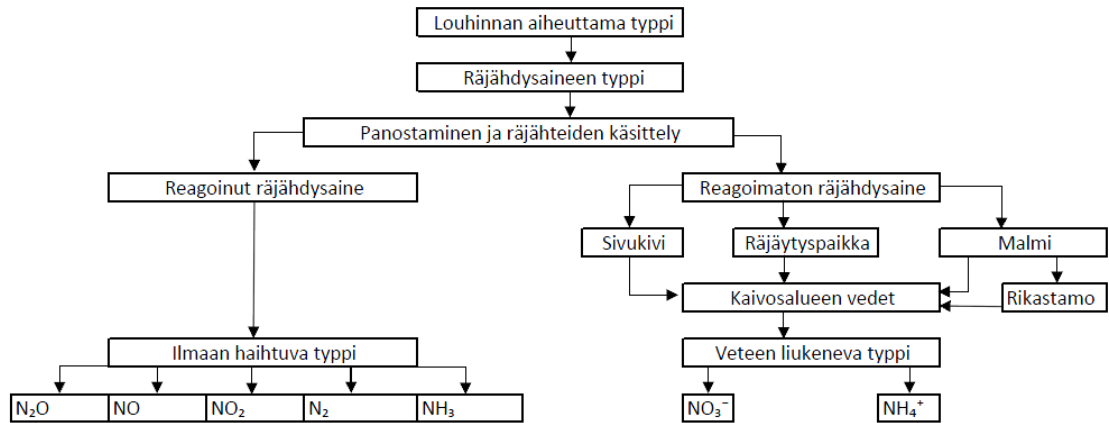 Louhinnan aiheuttama typpi
Räjähdysaineen typpi
Panostaminen ja räjähteiden käsittely
Reagoinut räjähdysaine
Reagoimaton räjähdysaine
Sivukivi
Räjäytyspaikka
Malmi
Kaivosalueen vedet
Rikastamo
Ilmaan haihtuva typpi
Veteen liukeneva typpi
N₂O
NO
NO₂
N₂
NH₃
NO₃⁻
NH₄⁺